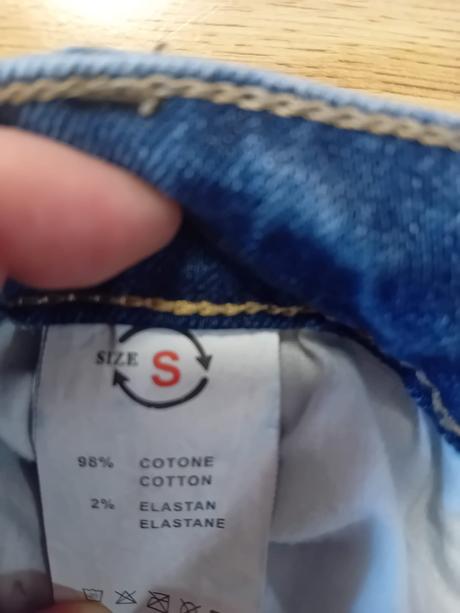 SIZE S
98% COTONE
COTTON
2% ELASTAN
ELASTANE